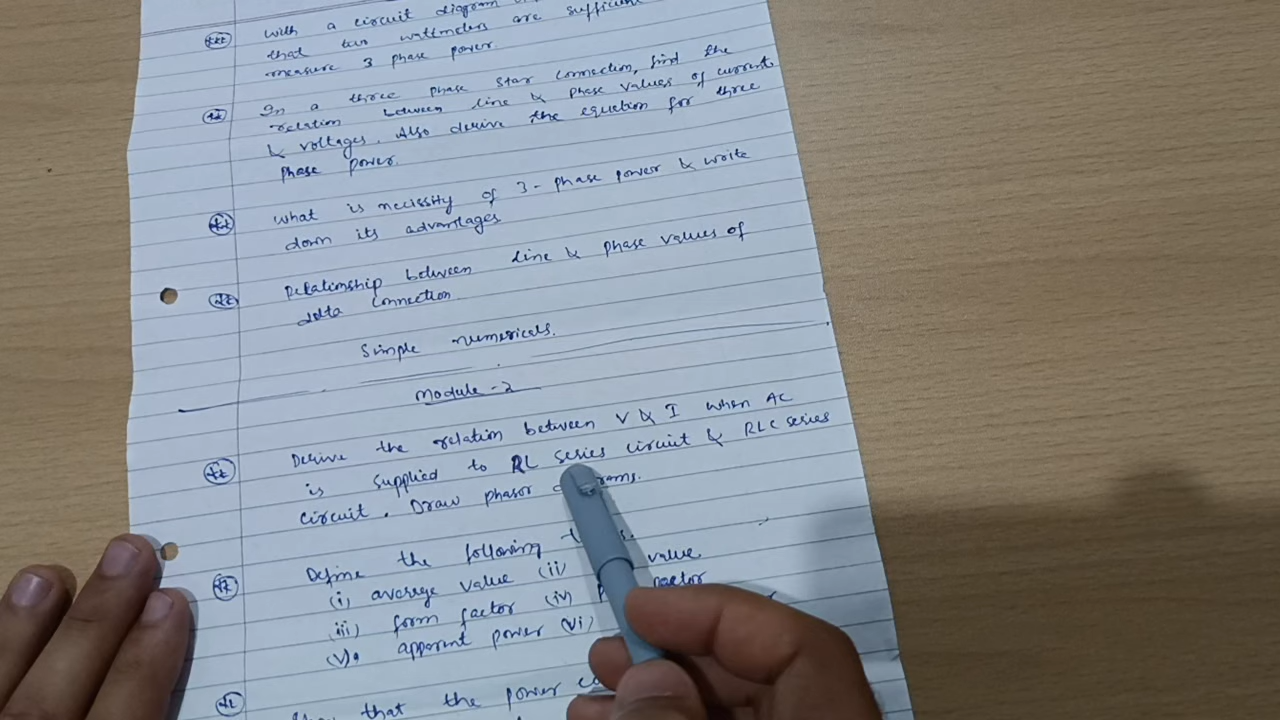 with a circuit diagram
that two wattmeters are sufficient
measure 3 phase power.
In a three phase star connection, find the
relation between line & phase values of current
& voltages. Also derive the equation for three
phase power.
what is necissity of 3-phase power & write
down its advantages
Relationship between line & phase values of
delta connection
Simple numericals.
Module-2
Derive the relation between V & I when AC
is supplied to RL series circuit & RLC series
circuit. Draw phasor
Define the following
(i) average value (ii) value
iii) form factor (iv) factor
(v) apparent power (vi)
that the power